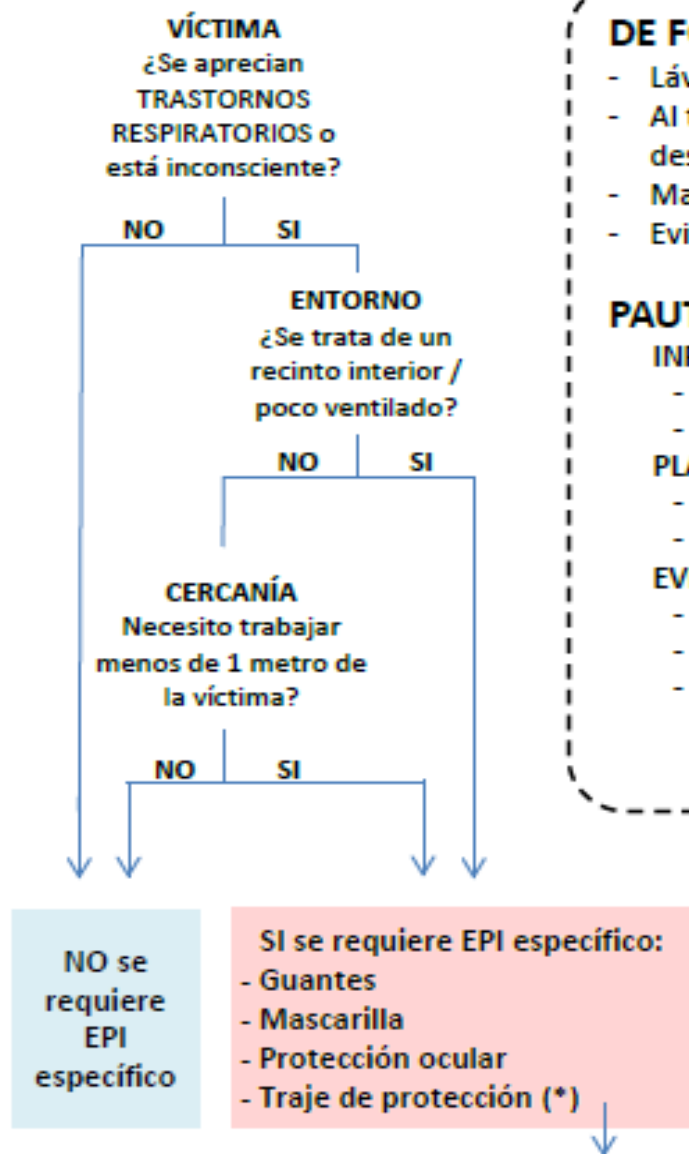 VÍCTIMA
¿Se aprecian
TRASTORNOS
RESPIRATORIOS o
está inconsciente?
NO SI
ENTORNO
¿Se trata de un
recinto interior /
poco ventilado?
NO SI
CERCANÍA
Necesito trabajar
menos de 1 metro de
la víctima?
NO SI
NO se
requiere
EPI
específico
SI se requiere EPI específico:
- Guantes
- Mascarilla
- Protección ocular
- Traje de protección (*)
DE
-
- Al
-
-
-
-
-
-
-
-
-